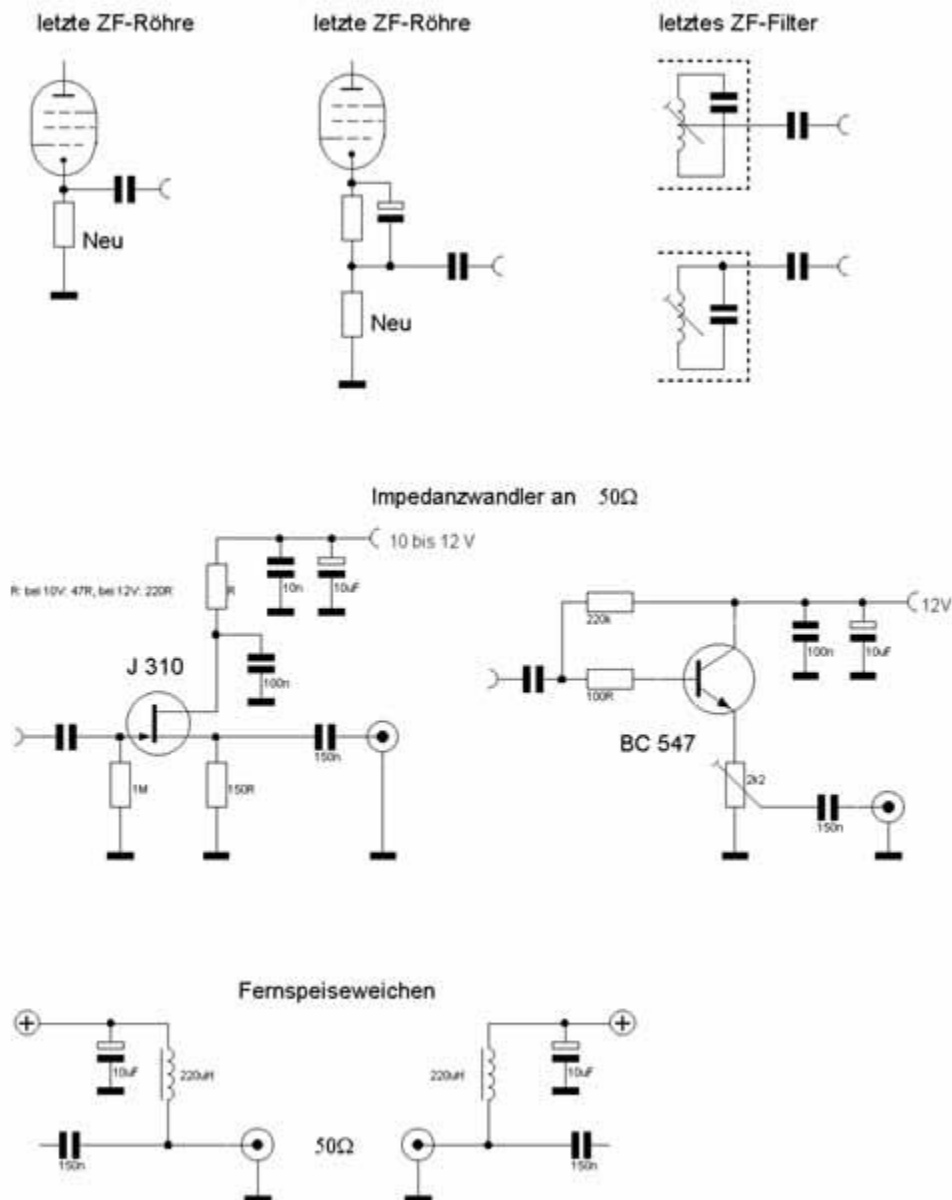 letzte ZF-Röhre
letzte ZF-Röhre
letztes ZF-Filter
Neu
Neu
Impedanzwandler an 50Ω
10 bis 12 V
R: bei 10V: 47R, bei 12V: 220R
R
10n
10uF
100n
J 310
1M
150R
150n
12V
220k
100n
10uF
100R
BC 547
2k2
150n
Fernspeiseweichen
10uF
220uH
150n
50Ω
220uH
10uF
150n